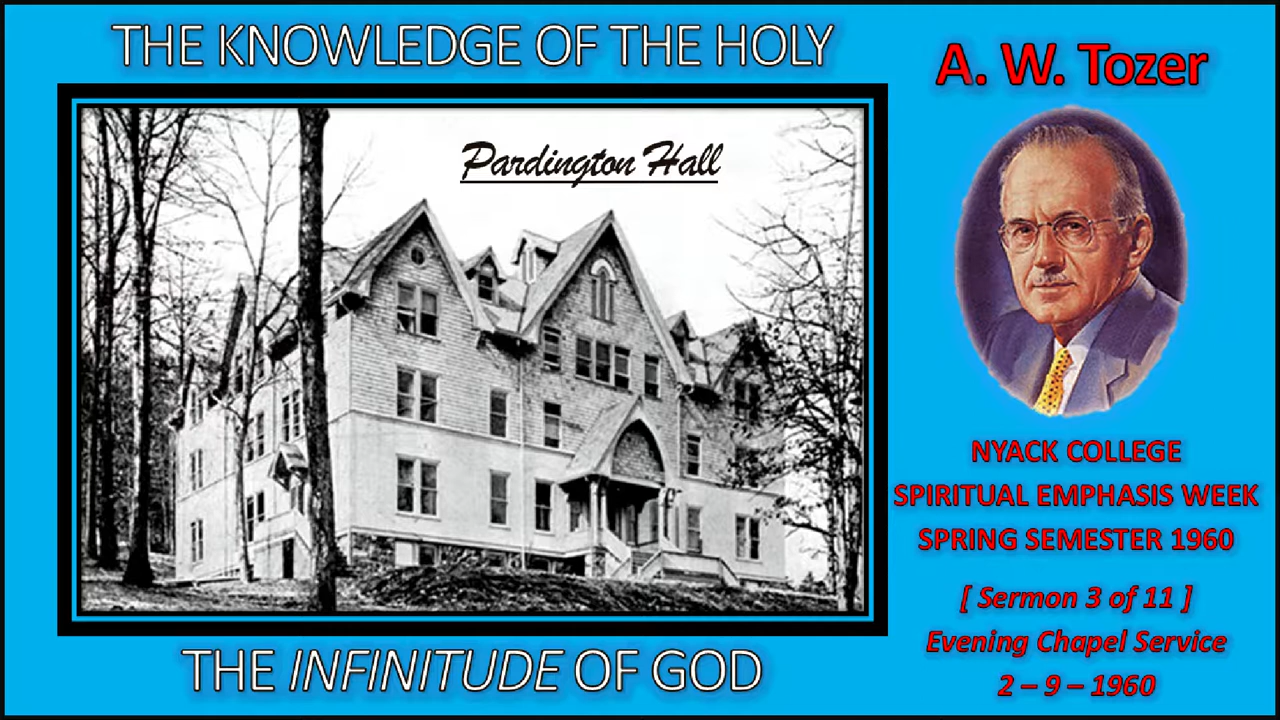 THE KNOWLEDGE OF THE HOLY
A. W. Tozer
Pardington Hall
NYACK COLLEGE
SPIRITUAL EMPHASIS WEEK
SPRING SEMESTER 1960
[ Sermon 3 of 11 ]
Evening Chapel Service
2 – 9 – 1960
THE INFINITUDE OF GOD